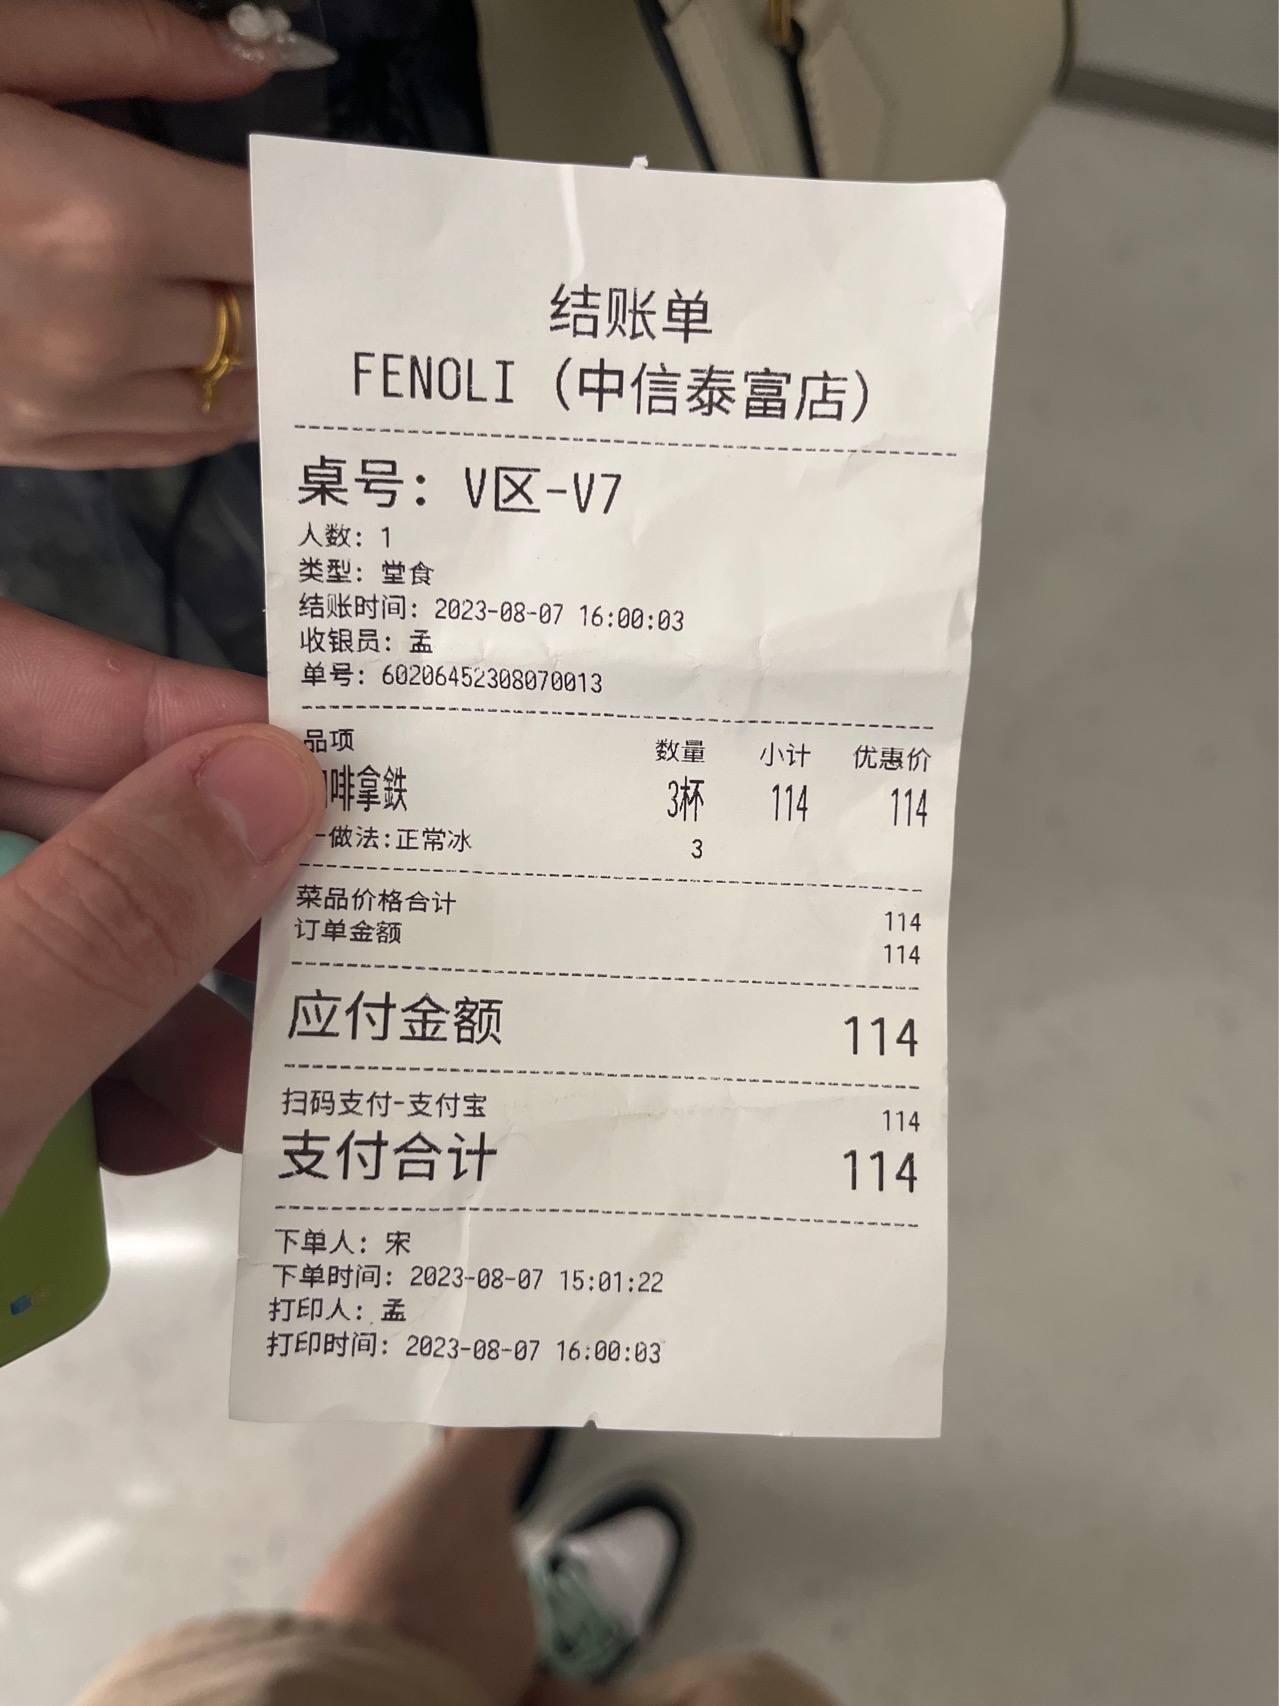 结账单
FENOLI（中信泰富店）
桌号：V区-V7
人数：1
类型：堂食
结账时间：2023-08-07 16:00:03
收银员：孟
单号：60206452308070013
品项 数量 小计 优惠价
啡拿鉄 3杯 114 114
-做法:正常冰 3
菜品价格合计 114
订单金额 114
应付金额 114
扫码支付-支付宝 114
支付合计 114
下单人：宋
下单时间：2023-08-07 15:01:22
打印人：孟
打印时间：2023-08-07 16:00:03